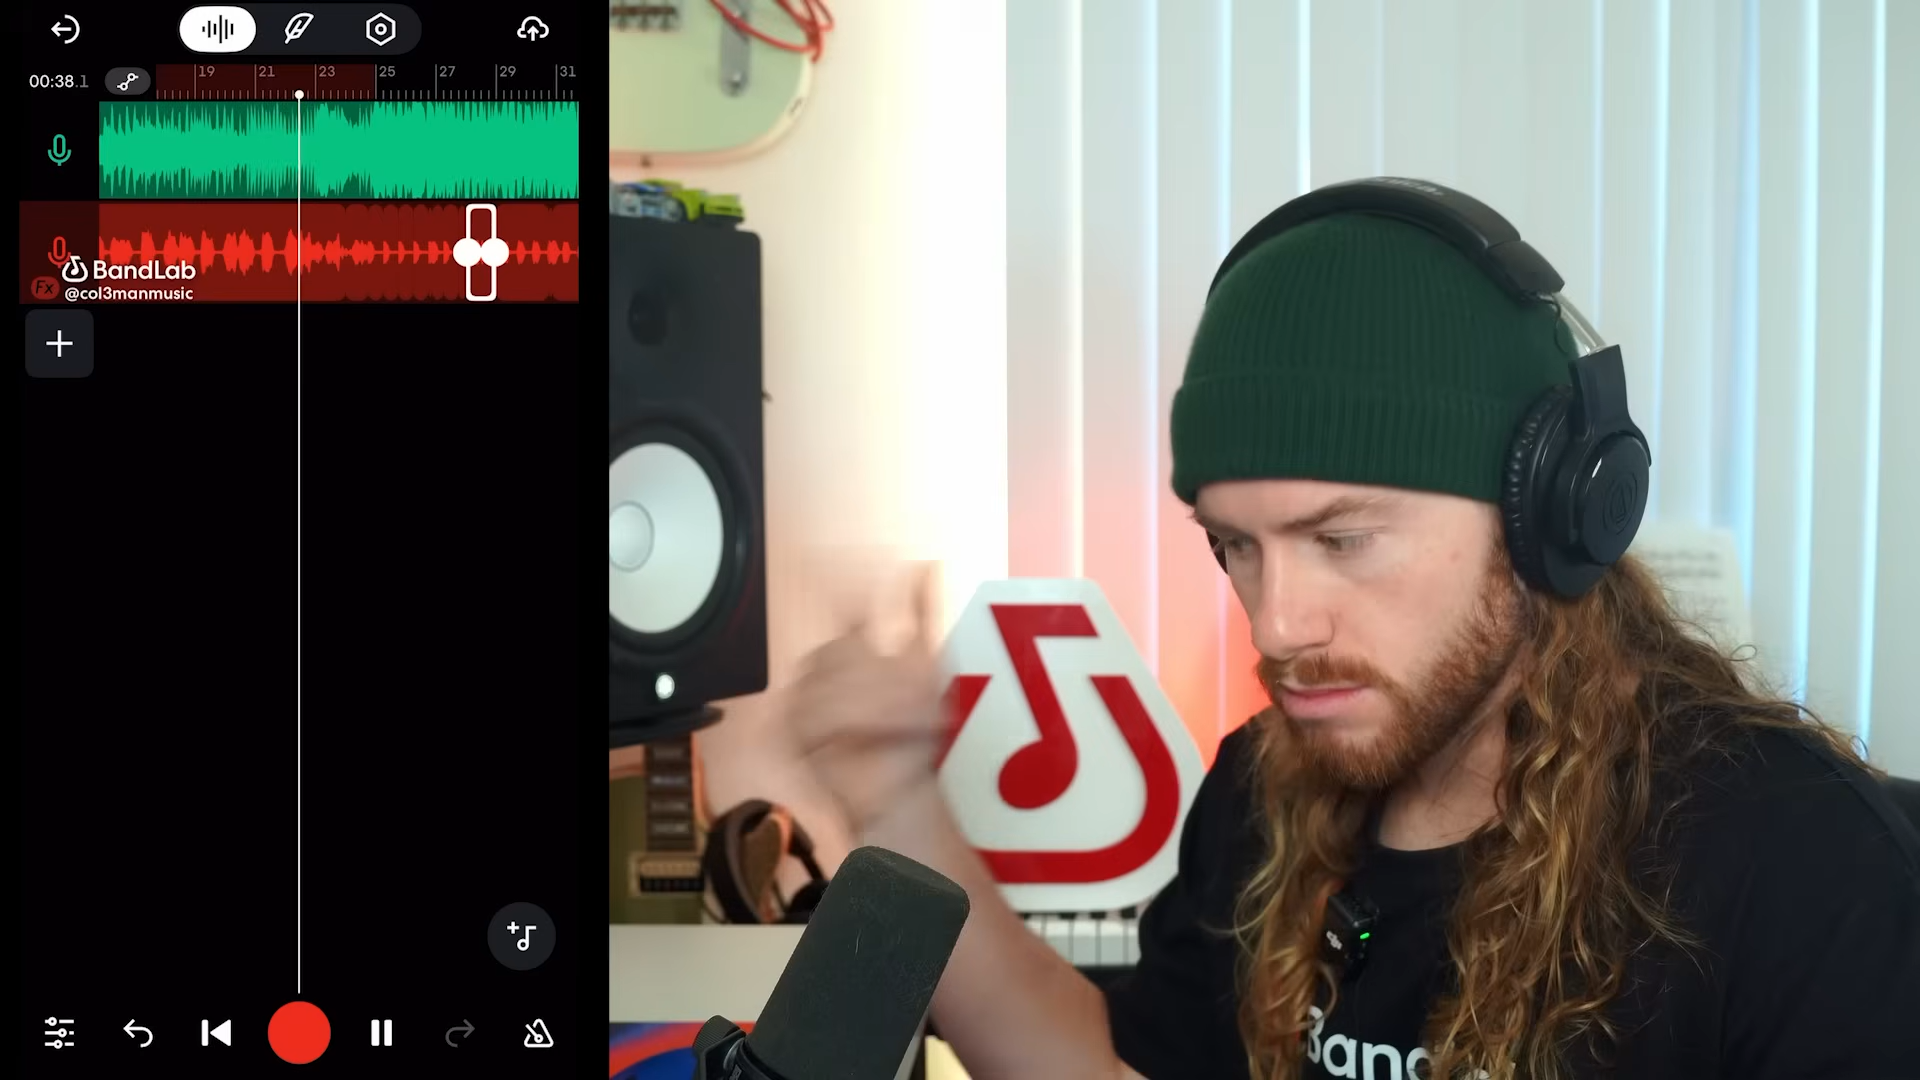 19 21 23 25 27 29 31
00:38.1
BandLab
Fx
@col3manmusic
Band